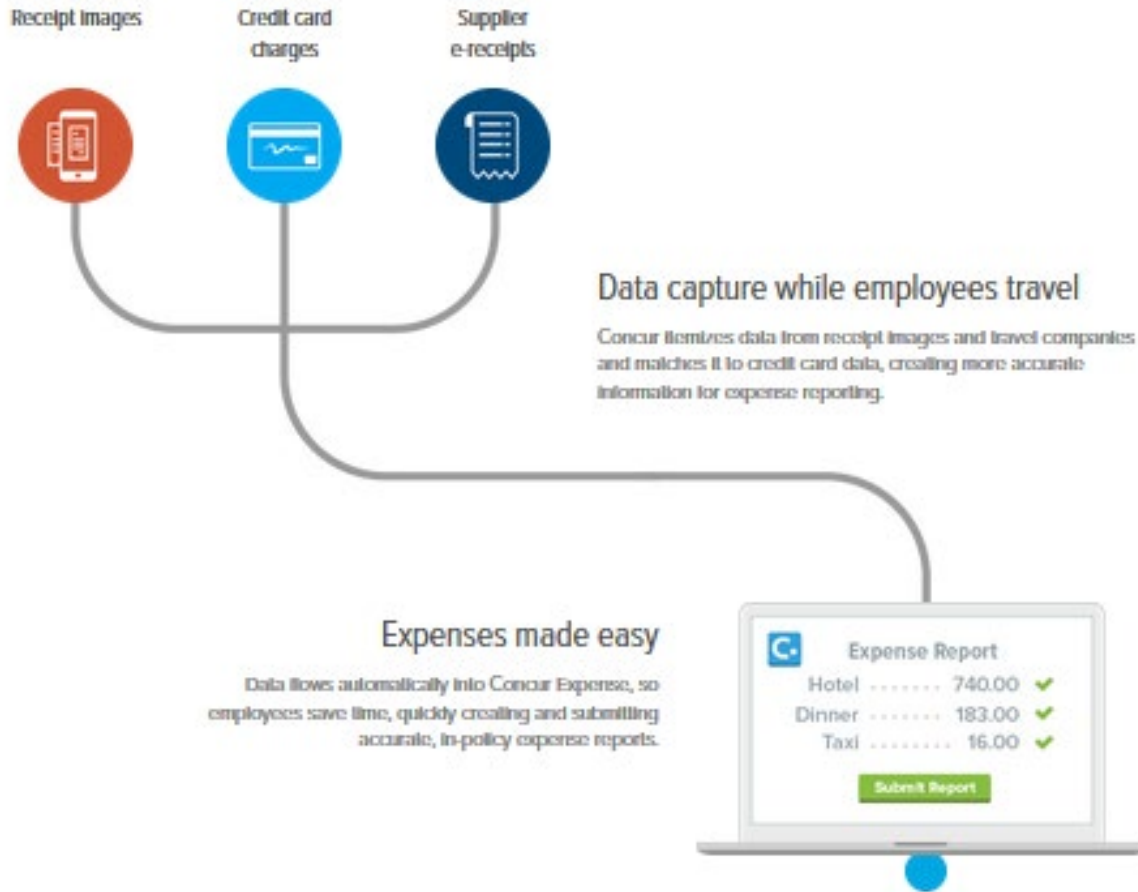 Receipt images
Credit card
charges
Supplier
e-receipts
Data capture while employees travel
Concur itemizes data from receipt images and travel companies
and matches it to credit card data, creating more accurate
information for expense reporting.
Expenses made easy
Data flows automatically into Concur Expense, so
employees save time, quickly creating and submitting
accurate, in-policy expense reports.
C.
Expense Report
Hotel ....... 740.00 ✔
Dinner ....... 183.00 ✔
Taxi ........ 16.00 ✔
Submit Report